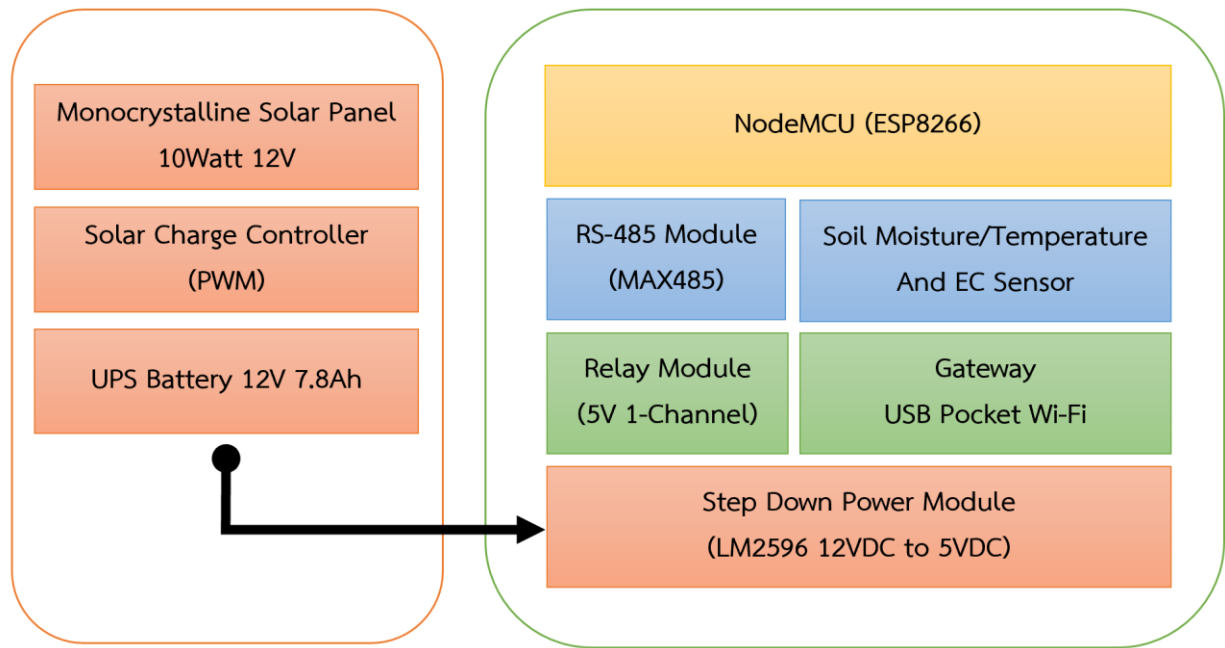 Monocrystalline Solar Panel
10Watt 12V
Solar Charge Controller
(PWM)
UPS Battery 12V 7.8Ah
NodeMCU (ESP8266)
RS-485 Module
(MAX485)
Soil Moisture/Temperature
And EC Sensor
Relay Module
(5V 1-Channel)
Gateway
USB Pocket Wi-Fi
Step Down Power Module
(LM2596 12VDC to 5VDC)